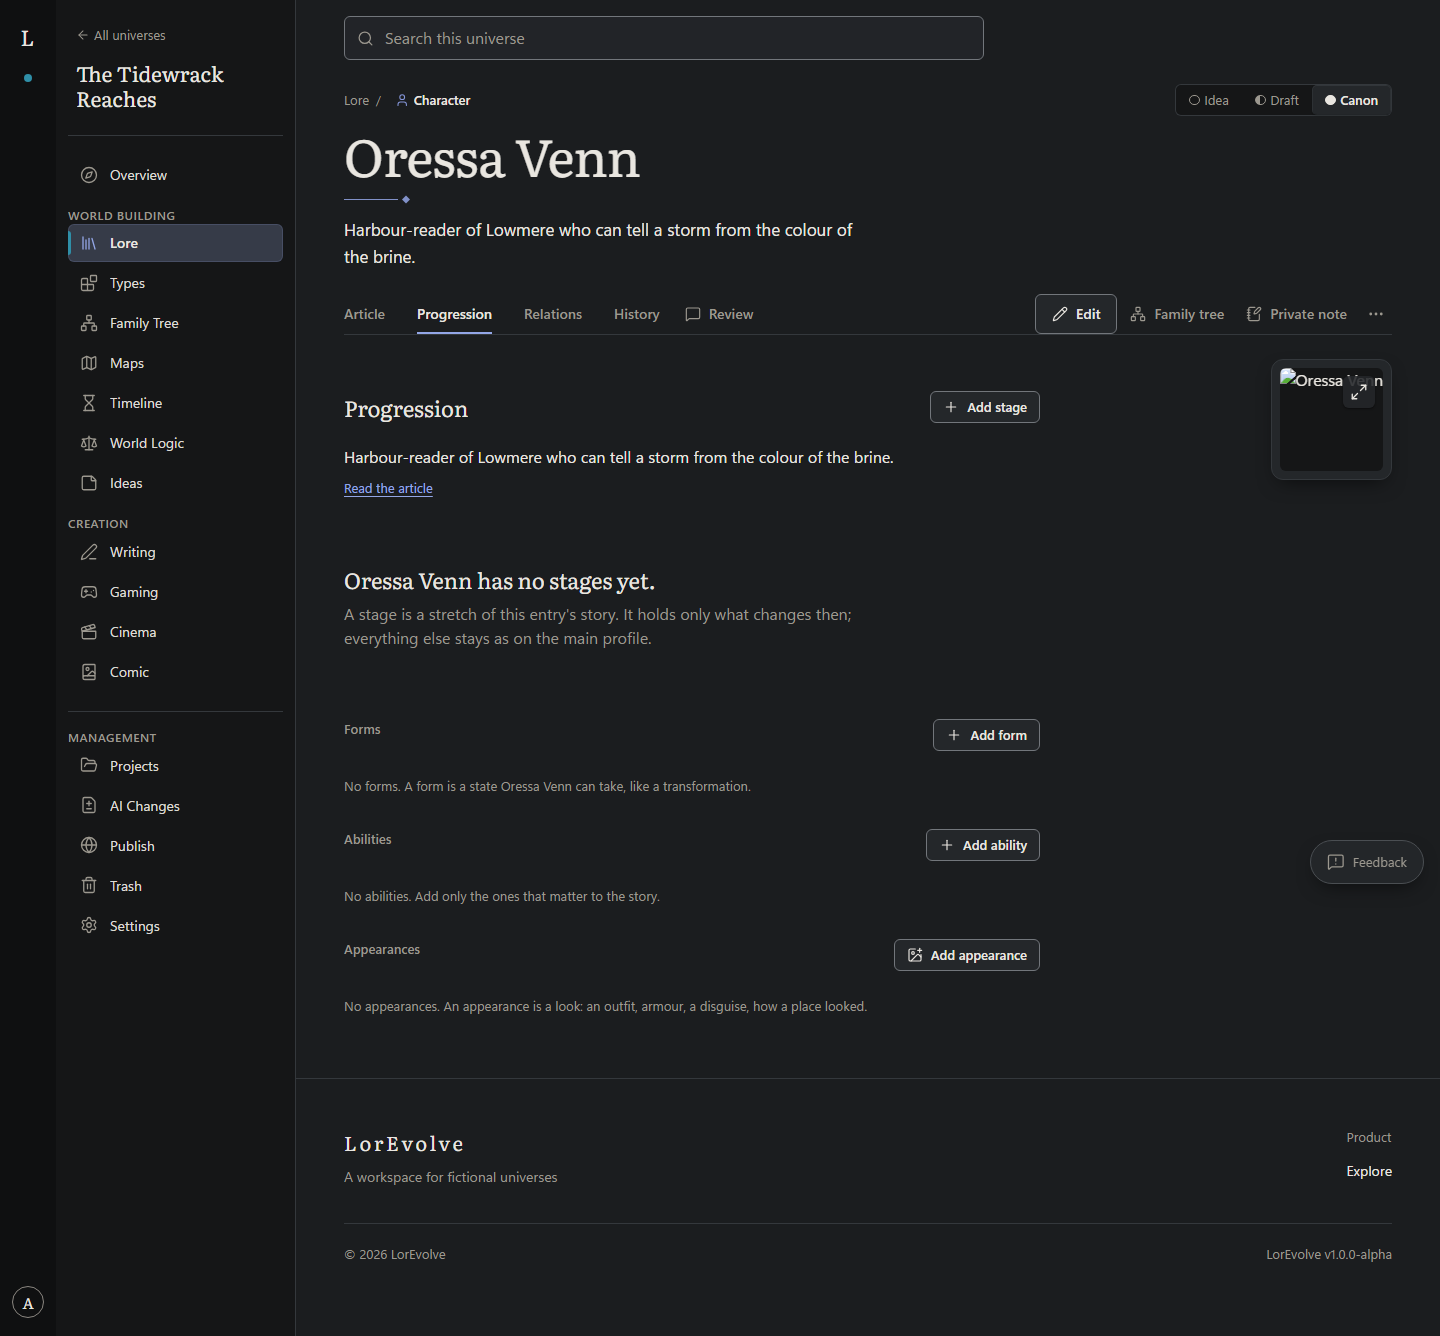 L
All universes
The Tidewrack
Reaches
Overview
WORLD BUILDING
Lore
Types
Family Tree
Maps
Timeline
World Logic
Ideas
CREATION
Writing
Gaming
Cinema
Comic
MANAGEMENT
Projects
AI Changes
Publish
Trash
Settings
A
Search this universe
Lore / Character
Idea Draft Canon
Oressa Venn
Harbour-reader of Lowmere who can tell a storm from the colour of
the brine.
Article Progression Relations History Review
Edit Family tree Private note
Oressa Venn
Progression
Add stage
Harbour-reader of Lowmere who can tell a storm from the colour of the brine.
Read the article
Oressa Venn has no stages yet.
A stage is a stretch of this entry's story. It holds only what changes then;
everything else stays as on the main profile.
Forms
Add form
No forms. A form is a state Oressa Venn can take, like a transformation.
Abilities
Add ability
No abilities. Add only the ones that matter to the story.
Appearances
Add appearance
No appearances. An appearance is a look: an outfit, armour, a disguise, how a place looked.
Feedback
LorEvolve
A workspace for fictional universes
Product
Explore
© 2026 LorEvolve
LorEvolve v1.0.0-alpha